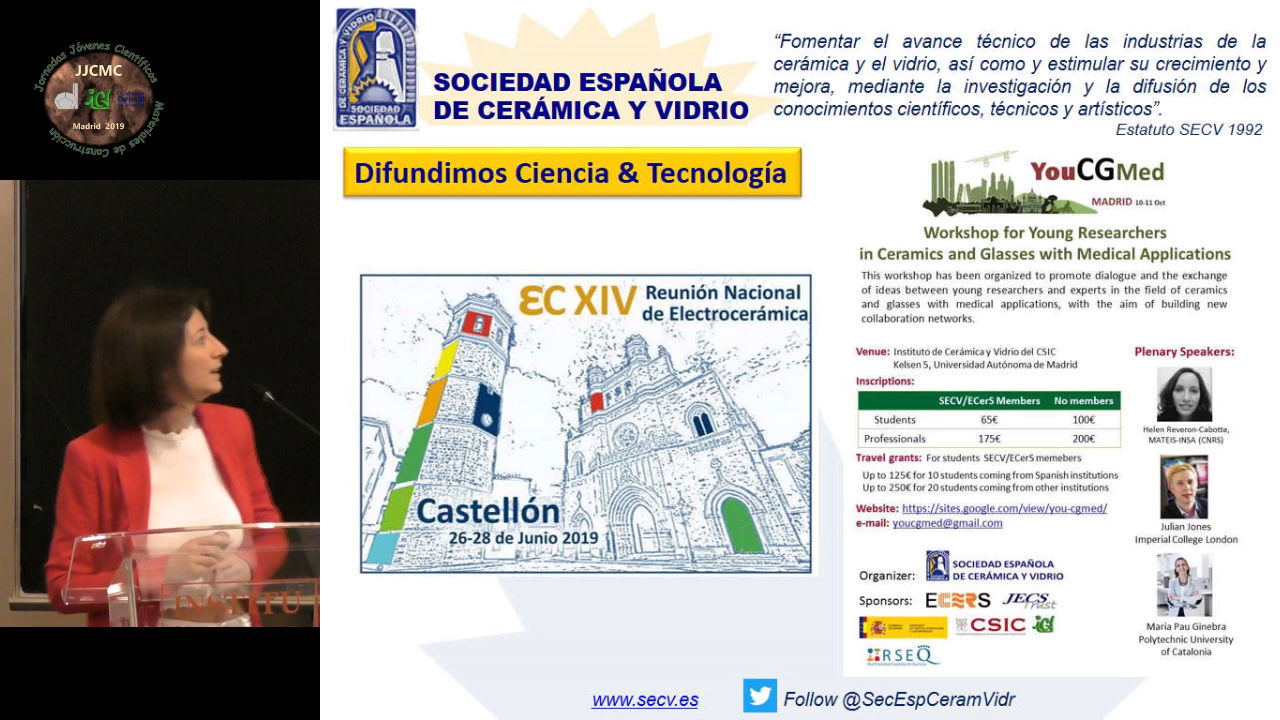 Jornadas Jóvenes Científicos
JJCMC
icv
Madrid 2019
Materiales de Construcción
INSTITU
DE CERÁMICA Y VIDRIO
SOCIEDAD
ESPAÑOLA
SOCIEDAD ESPAÑOLA
DE CERÁMICA Y VIDRIO
“Fomentar el avance técnico de las industrias de la
cerámica y el vidrio, así como y estimular su crecimiento y
mejora, mediante la investigación y la difusión de los
conocimientos científicos, técnicos y artísticos”.
Estatuto SECV 1992
Difundimos Ciencia & Tecnología
ƐC XIV Reunión Nacional
de Electrocerámica
Castellón
26-28 de Junio 2019
YouCGMed
MADRID 10-11 Oct
Workshop for Young Researchers
in Ceramics and Glasses with Medical Applications
This workshop has been organized to promote dialogue and the exchange
of ideas between young researchers and experts in the field of ceramics
and glasses with medical applications, with the aim of building new
collaboration networks.
Venue: Instituto de Cerámica y Vidrio del CSIC
Kelsen 5, Universidad Autónoma de Madrid
Inscriptions:
SECV/ECerS Members No members
Students 65€ 100€
Professionals 175€ 200€
Travel grants: For students SECV/ECerS memebers
Up to 125€ for 10 students coming from Spanish institutions
Up to 250€ for 20 students coming from other institutions
Website: https://sites.google.com/view/you-cgmed/
e-mail: youcgmed@gmail.com
Plenary Speakers:
Helen Reveron-Cabotte,
MATEIS-INSA (CNRS)
Julian Jones
Imperial College London
Maria Pau Ginebra
Polytechnic University
of Catalonia
Organizer: SOCIEDAD ESPAÑOLA
DE CERÁMICA Y VIDRIO
Sponsors: ECERS JECS Trust
CSIC icv
RSEQ
www.secv.es
Follow @SecEspCeramVidr